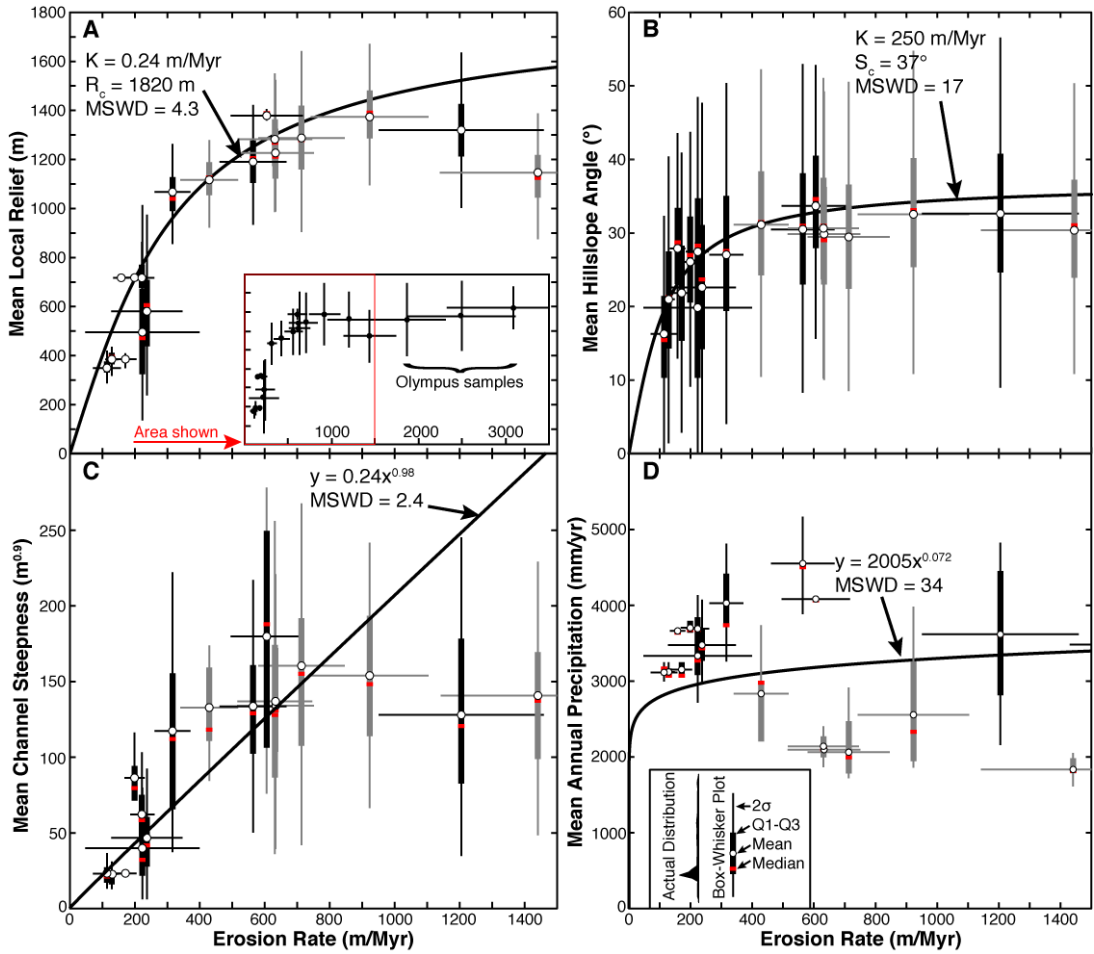 A
K = 0.24 m/Myr
R_c = 1820 m
MSWD = 4.3
Mean Local Relief (m)
1800
1600
1400
1200
1000
800
600
400
200
0
Olympus samples
Area shown
1000 2000 3000
B
K = 250 m/Myr
S_c = 37°
MSWD = 17
Mean Hillslope Angle (°)
60
50
40
30
20
10
0
C
y = 0.24x^0.98
MSWD = 2.4
Mean Channel Steepness (m^0.9)
250
200
150
100
50
0
0 200 400 600 800 1000 1200 1400
Erosion Rate (m/Myr)
D
y = 2005x^0.072
MSWD = 34
Mean Annual Precipitation (mm/yr)
5000
4000
3000
2000
1000
0
Actual Distribution
Box-Whisker Plot
2σ
Q1-Q3
Mean
Median
0 200 400 600 800 1000 1200 1400
Erosion Rate (m/Myr)